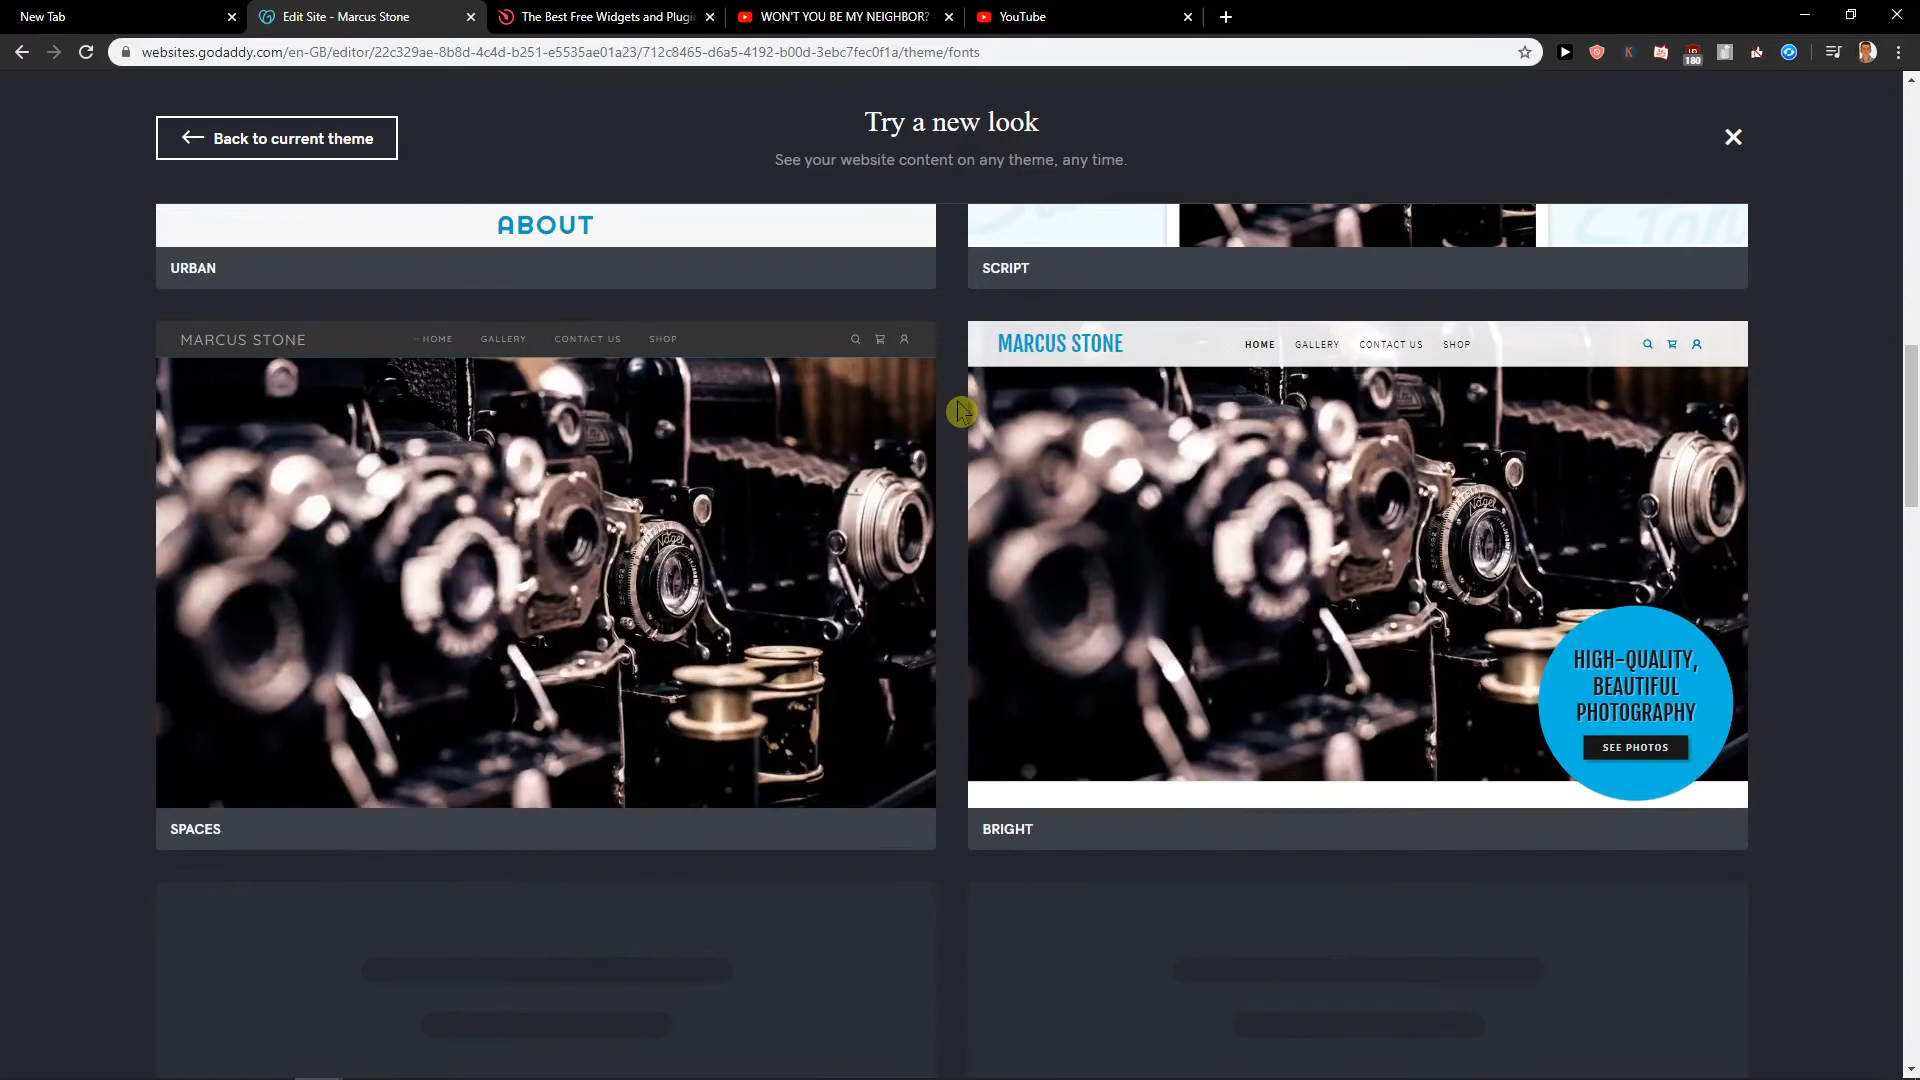 New Tab
Edit Site - Marcus Stone
The Best Free Widgets and Plugi
WON'T YOU BE MY NEIGHBOR?
YouTube
websites.godaddy.com/en-GB/editor/22c329ae-8b8d-4c4d-b251-e5535ae01a23/712c8465-d6a5-4192-b00d-3ebc7fec0f1a/theme/fonts
180
Back to current theme
Try a new look
See your website content on any theme, any time.
ABOUT
URBAN
SCRIPT
MARCUS STONE
HOME GALLERY CONTACT US SHOP
MARCUS STONE
HOME GALLERY CONTACT US SHOP
Nagel
Nagel
HIGH-QUALITY,
BEAUTIFUL
PHOTOGRAPHY
SEE PHOTOS
SPACES
BRIGHT